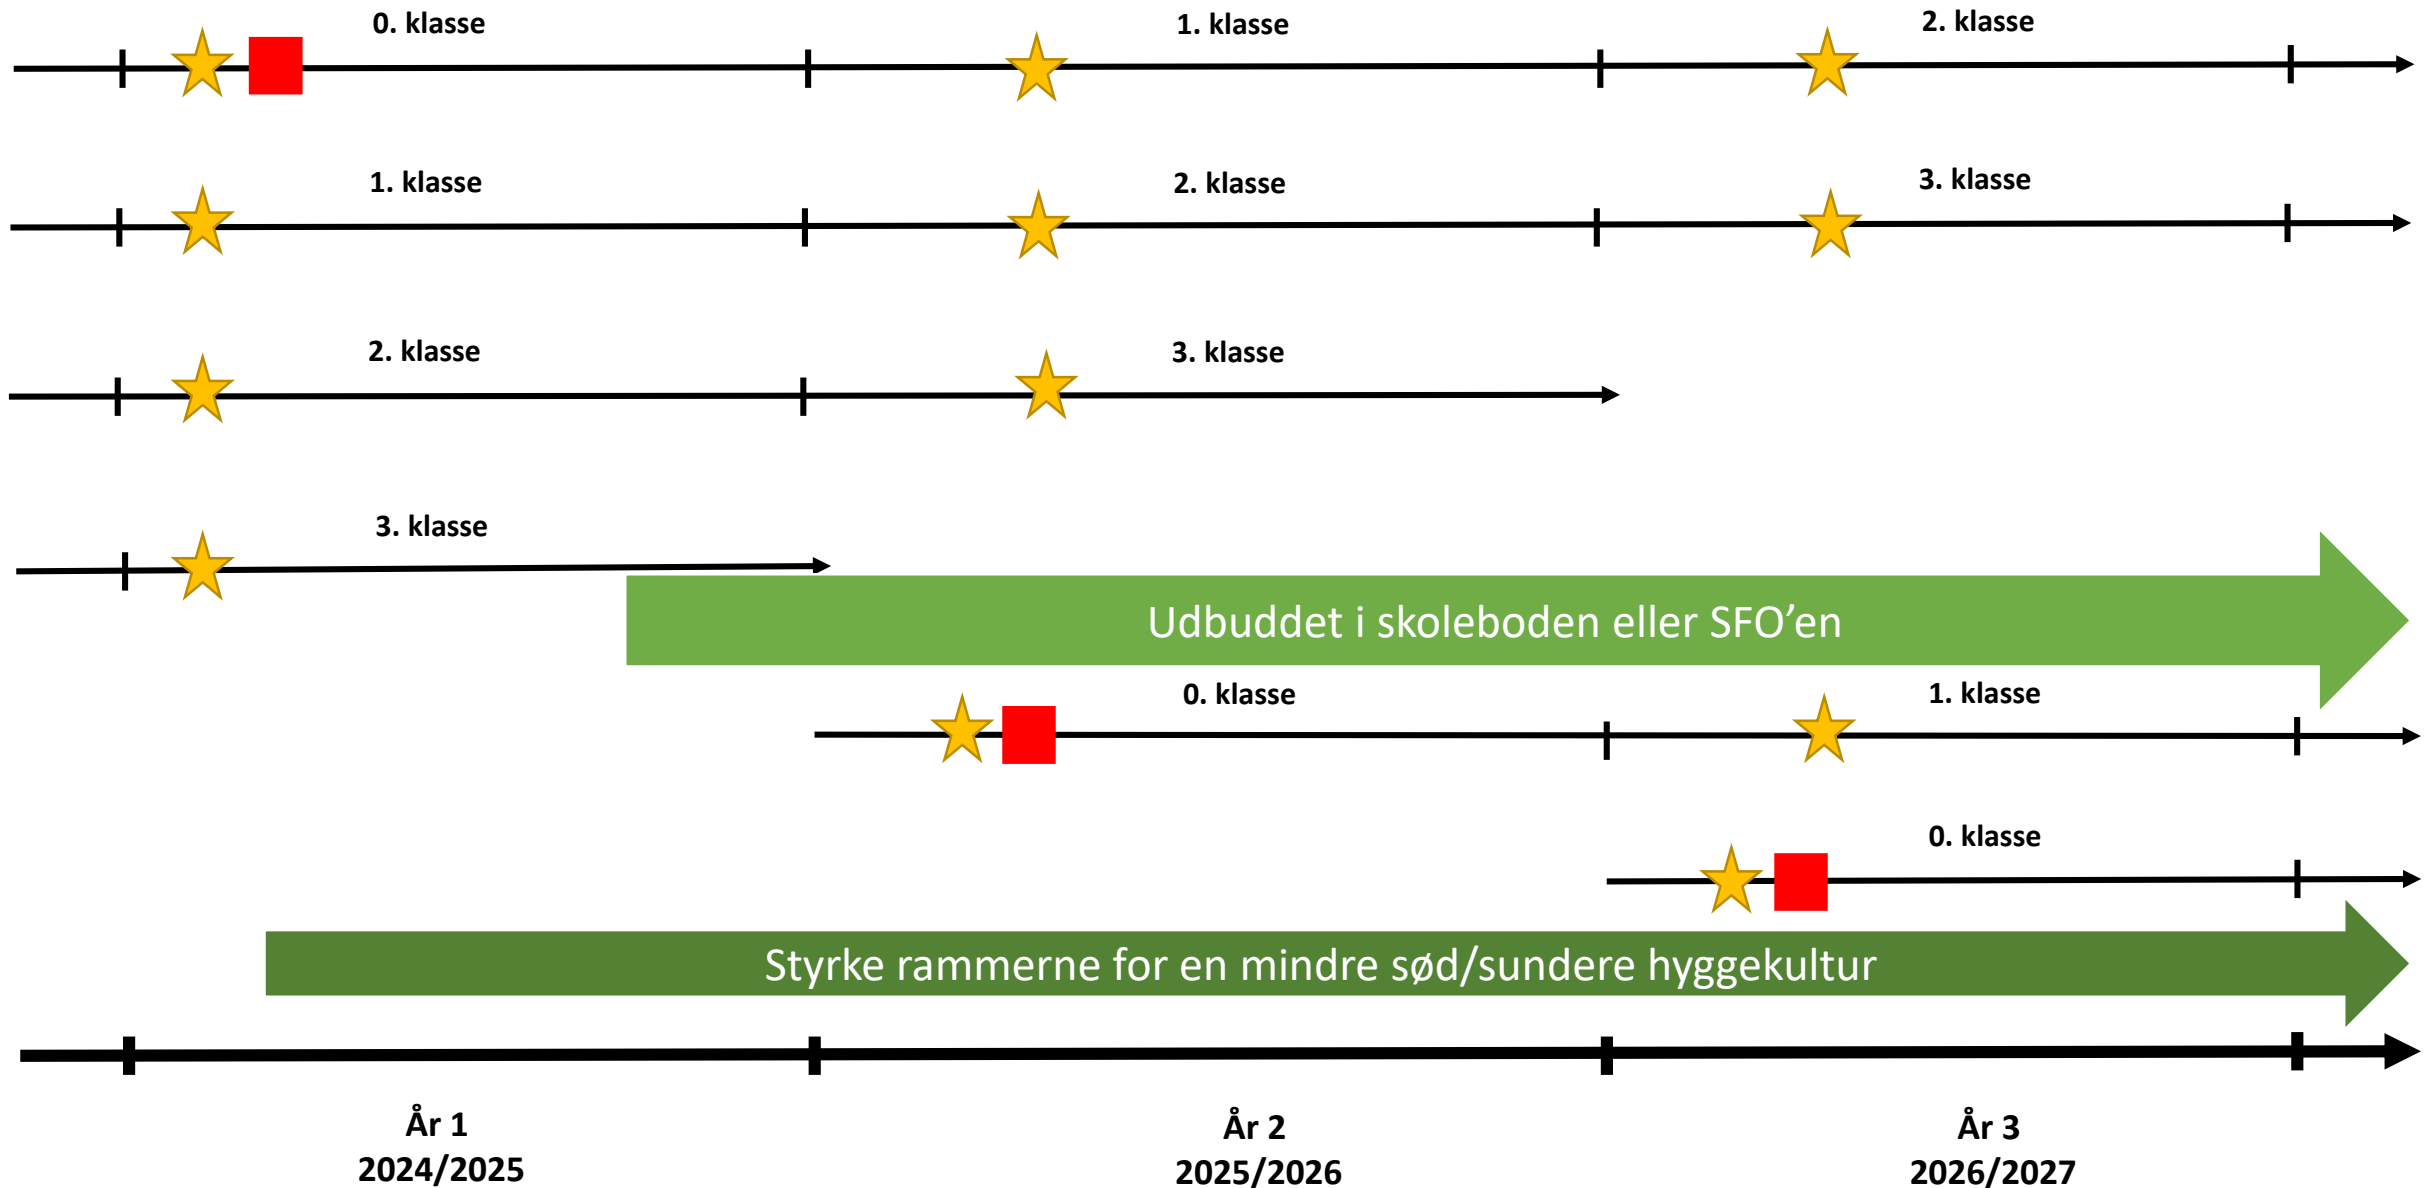 0. klasse
1. klasse
2. klasse
1. klasse
2. klasse
3. klasse
2. klasse
3. klasse
3. klasse
Udbuddet i skoleboden eller SFO’en
0. klasse
1. klasse
0. klasse
Styrke rammerne for en mindre sød/sundere hyggekultur
År 1
2024/2025
År 2
2025/2026
År 3
2026/2027